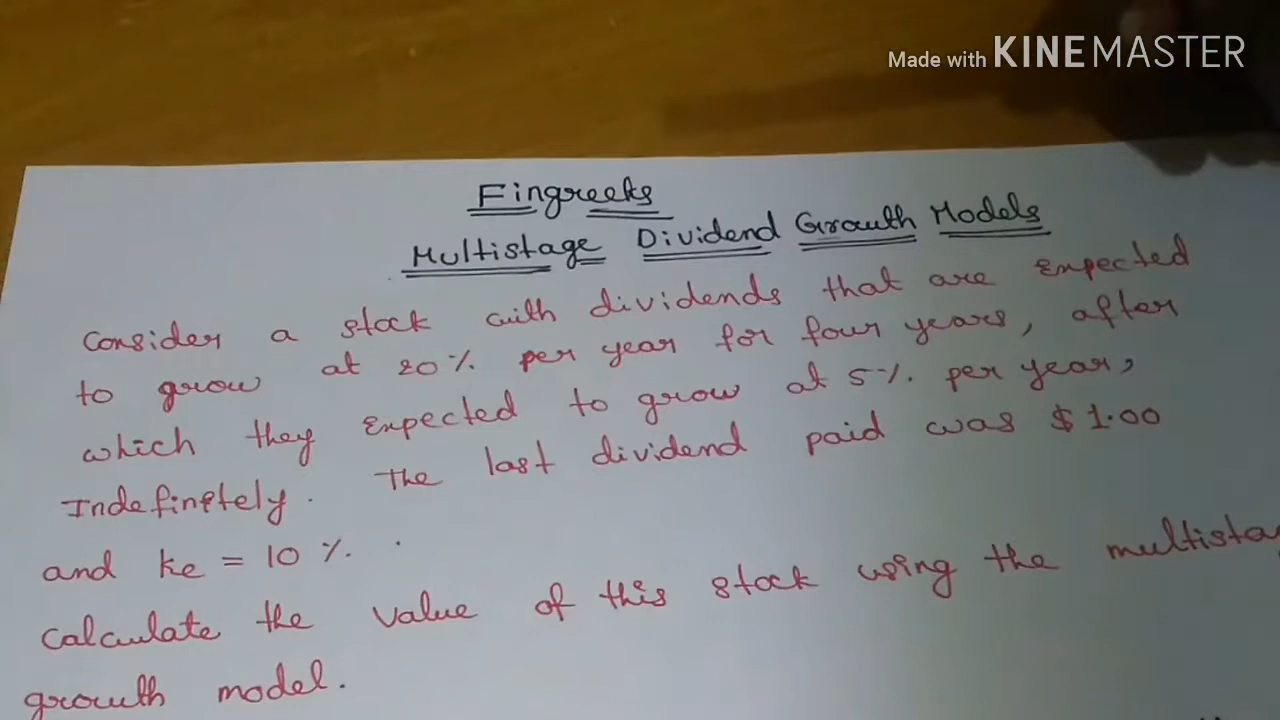 Made with KINEMASTER
Fingreeks
Multistage Dividend Growth Models
Consider a stock with dividends that are expected
to grow at 20% per year for four years, after
which they expected to grow at 5% per year,
Indefinetely. The last dividend paid was $1.00
and ke = 10%.
calculate the value of this stock using the multista
growth model.